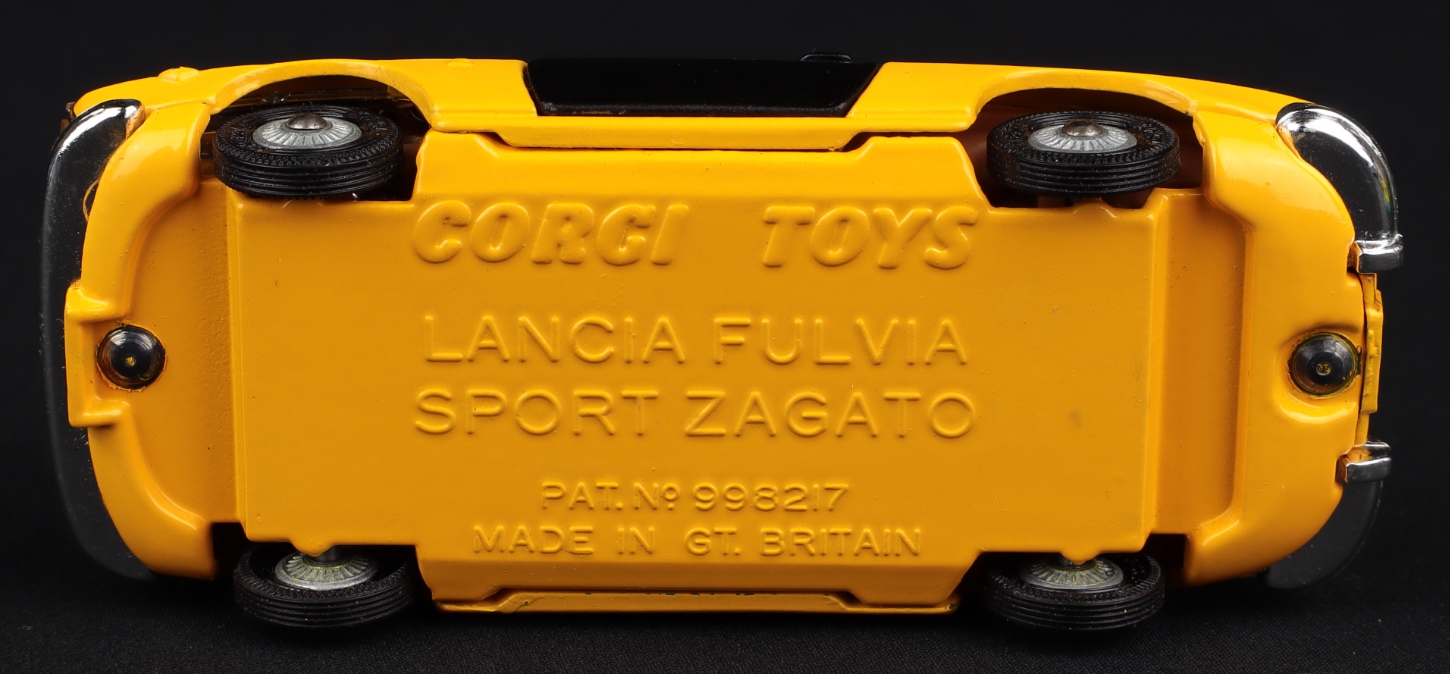 CORGI TOYS
LANCIA FULVIA
SPORT ZAGATO
PAT. Nº 998217
MADE IN GT. BRITAIN